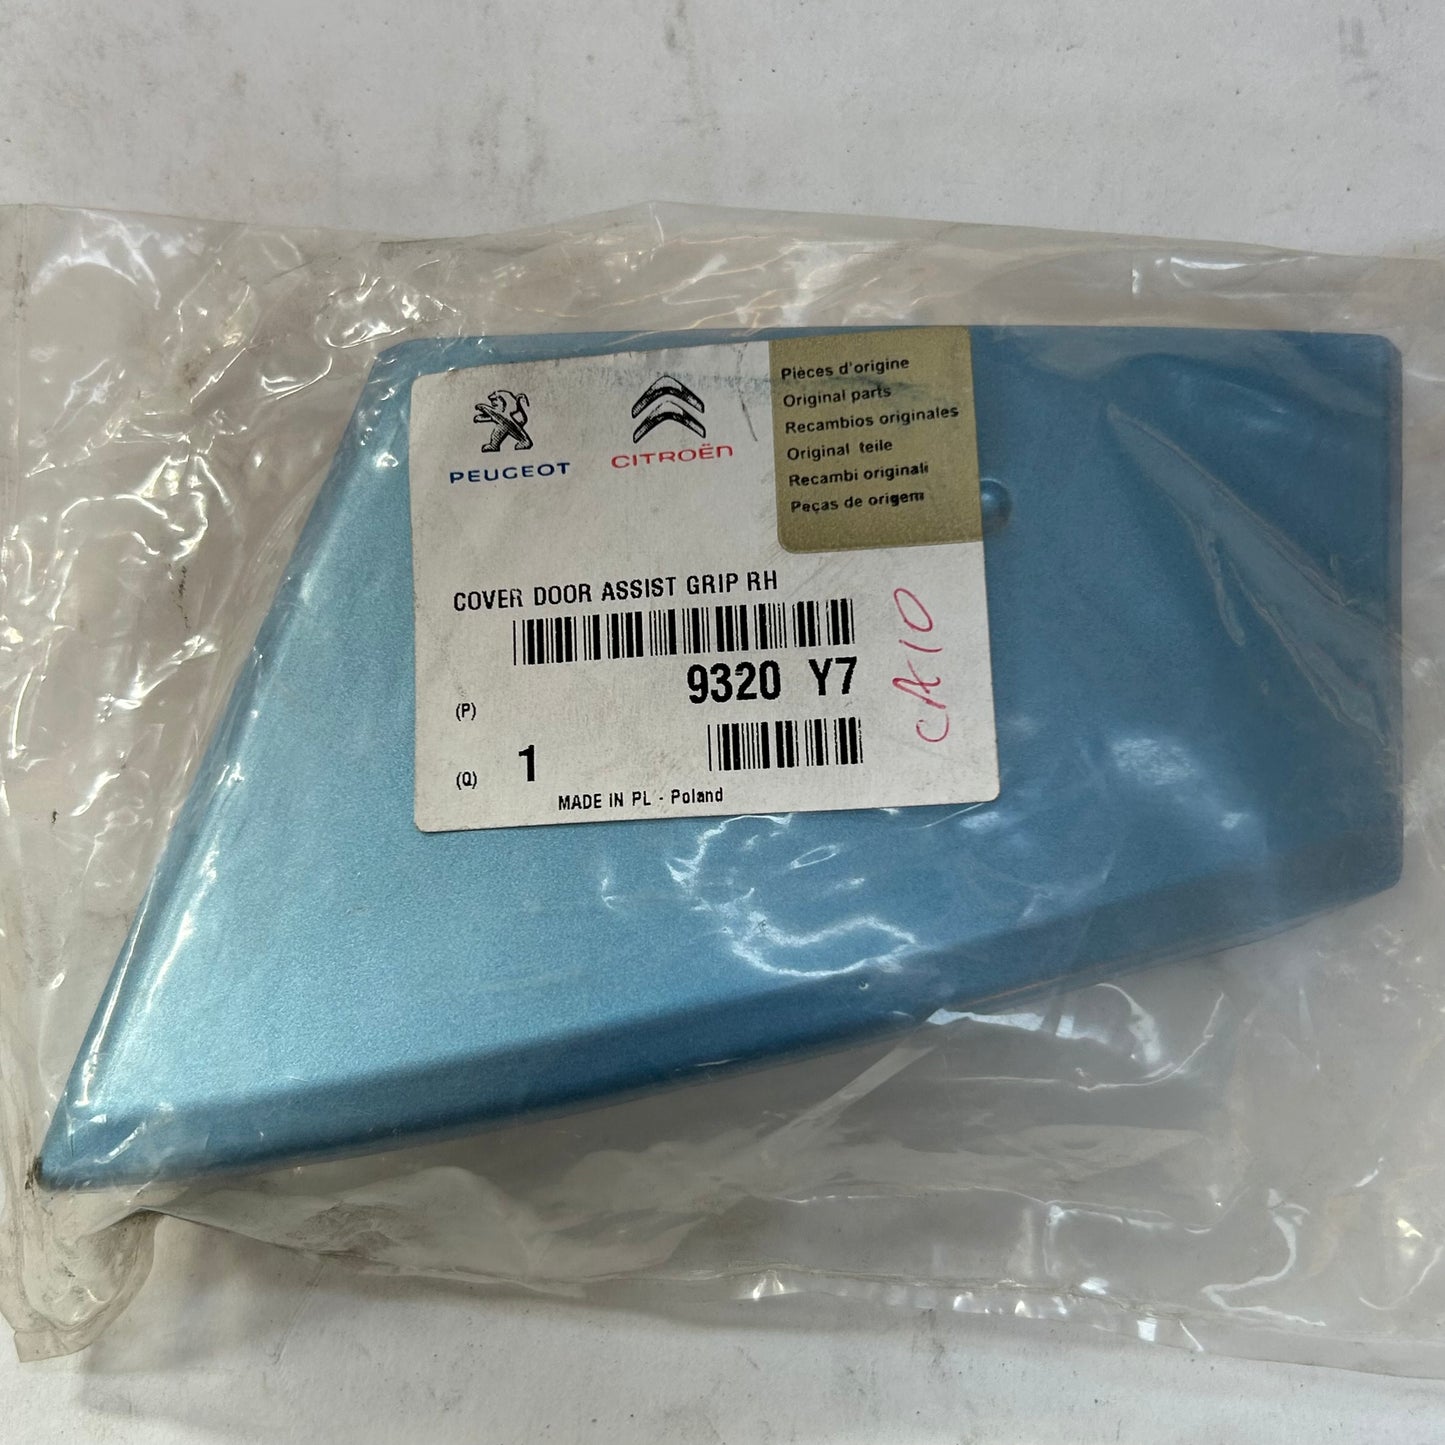 PEUGEOT
CITROËN
Pièces d'origine
Original parts
Recambios originales
Original teile
Recambi originali
Peças de origem
COVER DOOR ASSIST GRIP RH
9320 Y7
(P)
(Q) 1
MADE IN PL - Poland
CA10